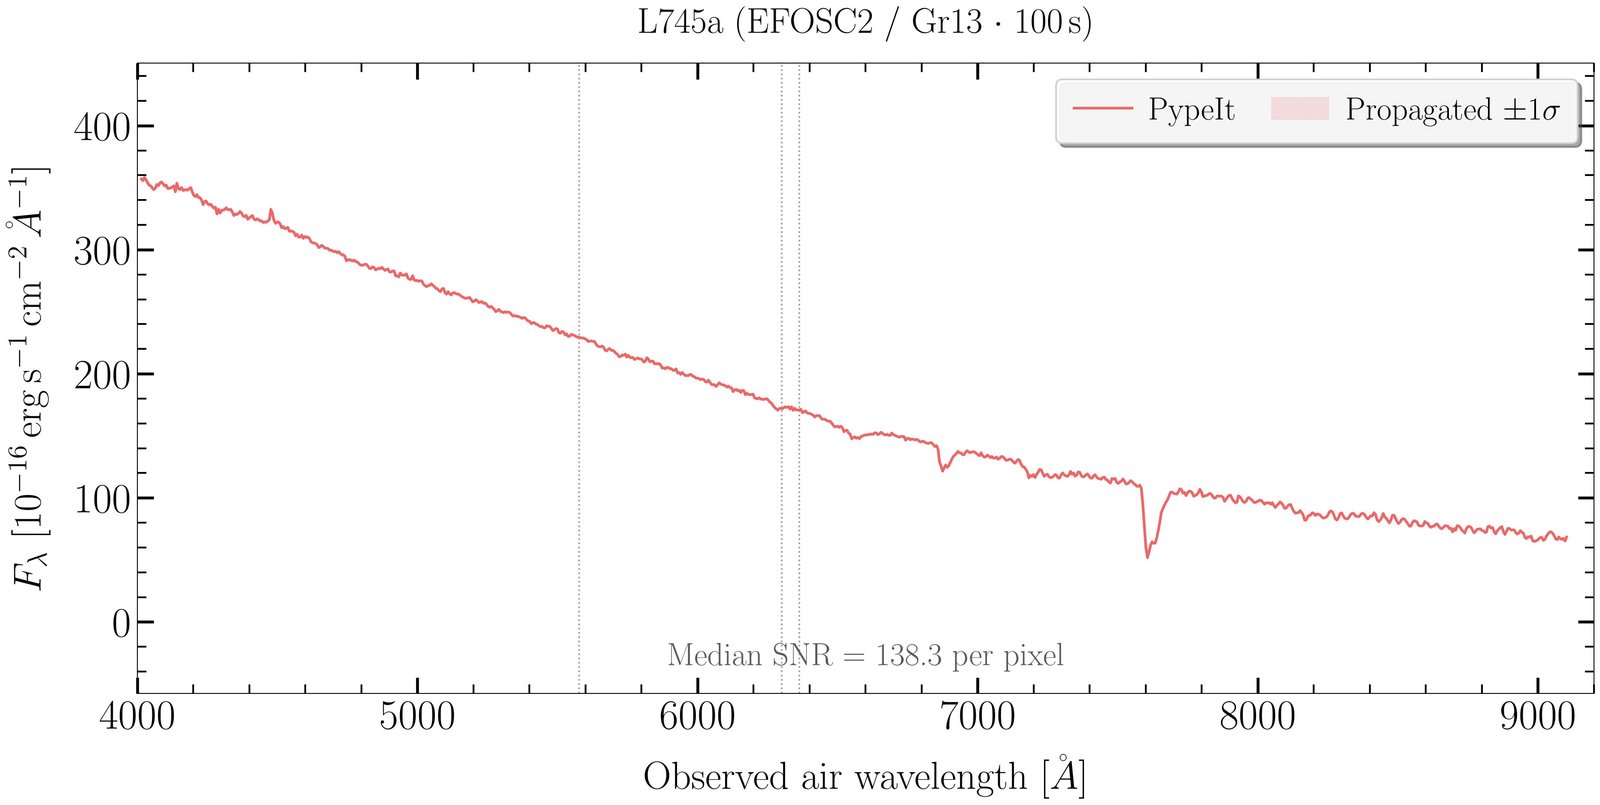 L745a (EFOSC2 / Gr13 · 100 s)
PypeIt
Propagated ±1σ
400
300
200
100
0
F_λ [10^−16 erg s^−1 cm^−2 Å^−1]
Median SNR = 138.3 per pixel
4000 5000 6000 7000 8000 9000
Observed air wavelength [Å]